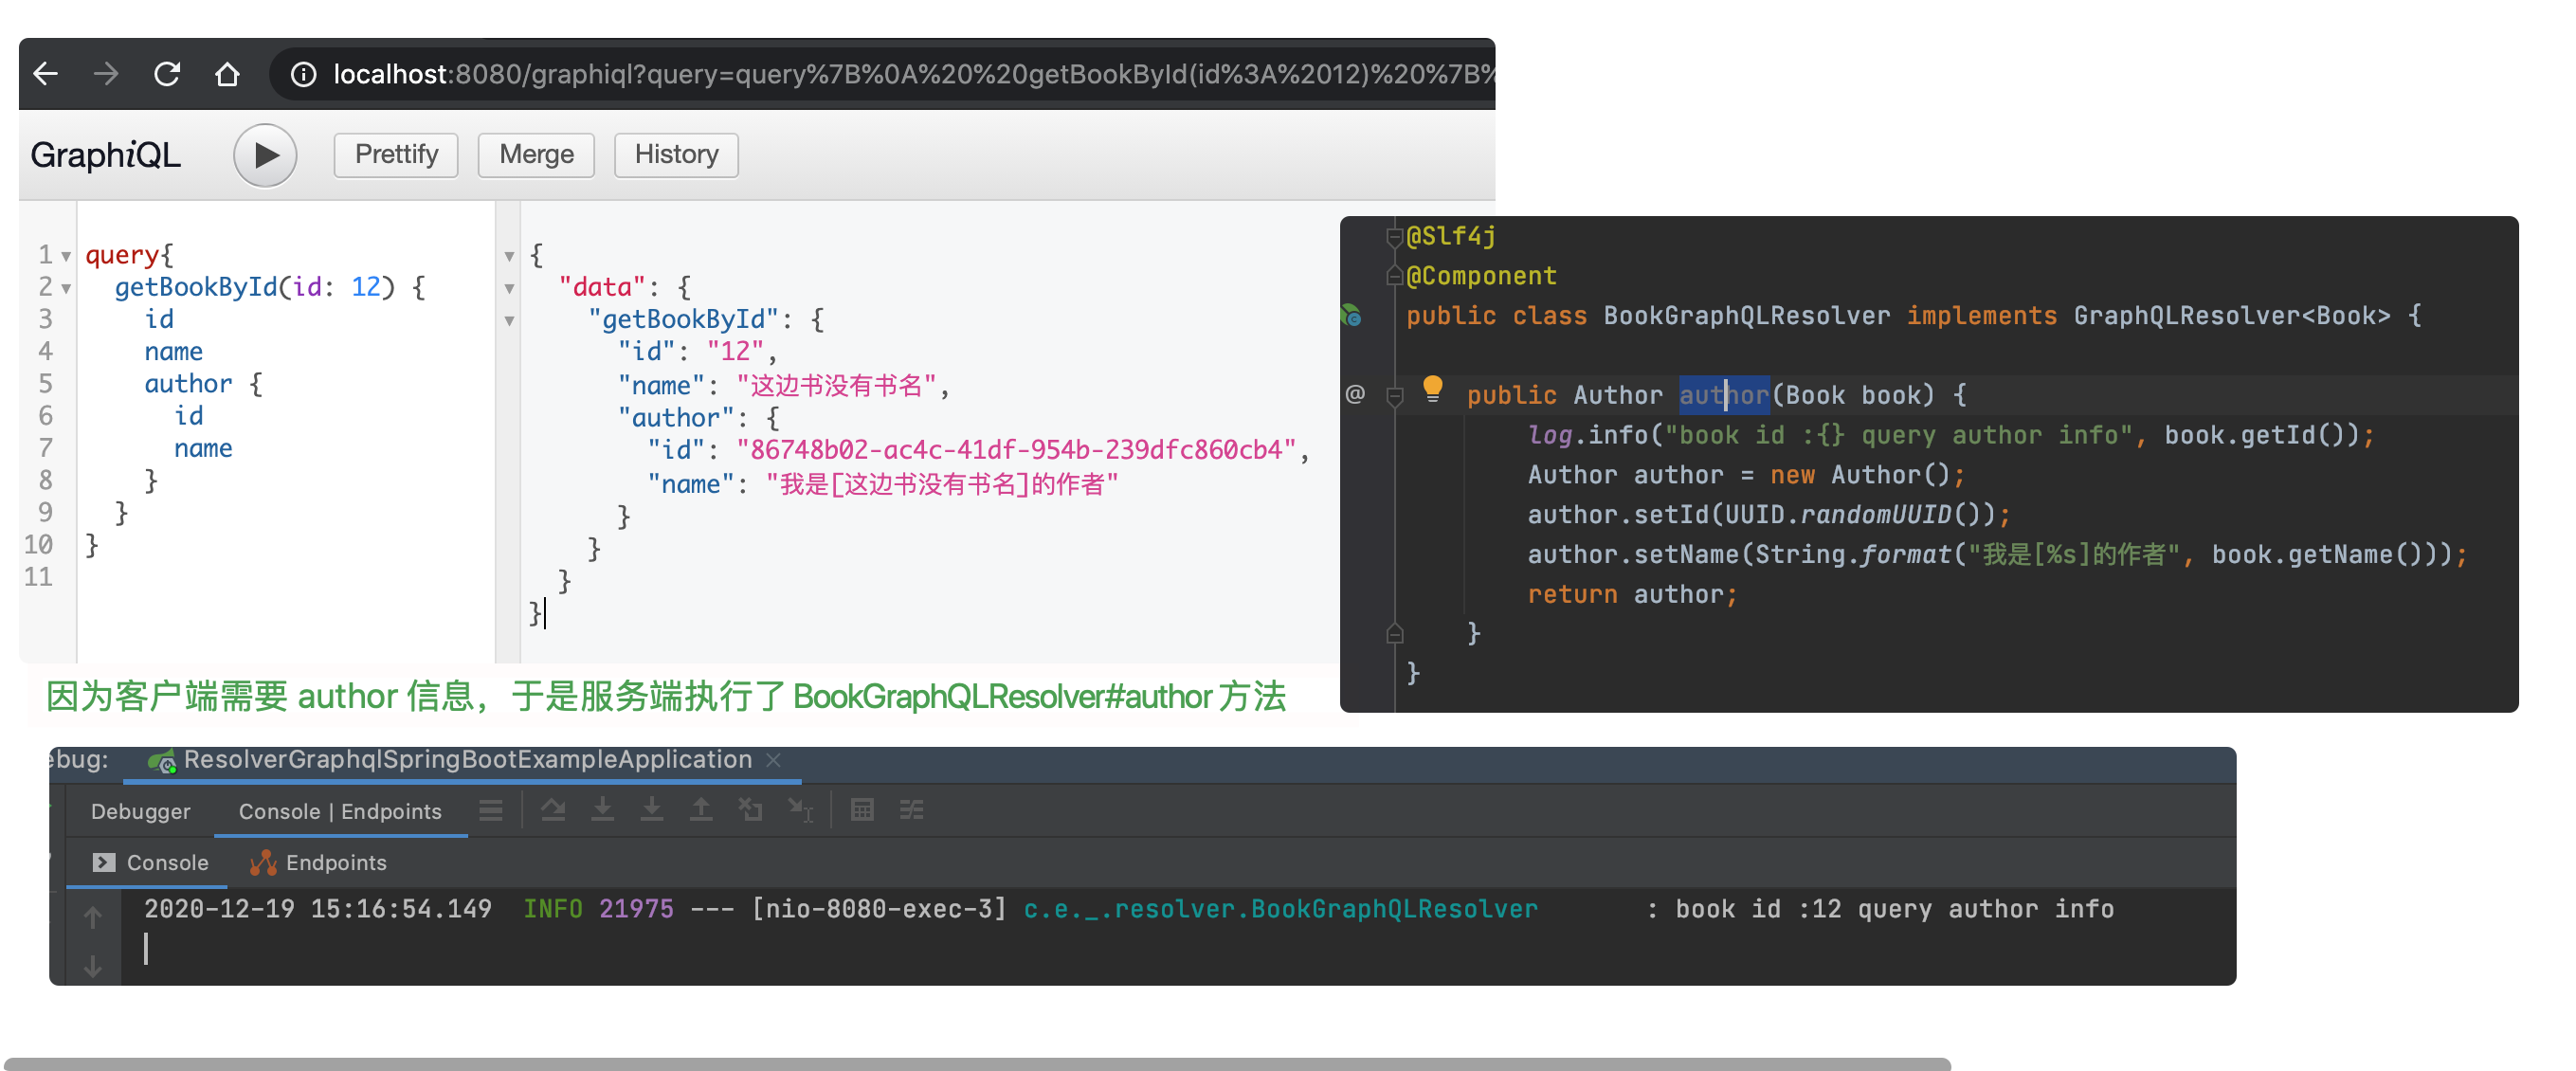 localhost:8080/graphiql?query=query%7B%0A%20%20getBookById(id%3A%2012)%20%7B%
GraphiQL
Prettify
Merge
History
1 query{
2 getBookById(id: 12) {
3 id
4 name
5 author {
6 id
7 name
8 }
9 }
10 }
11
{
"data": {
"getBookById": {
"id": "12",
"name": "这边书没有书名",
"author": {
"id": "86748b02-ac4c-41df-954b-239dfc860cb4",
"name": "我是[这边书没有书名]的作者"
}
}
}
}
@Slf4j
@Component
public class BookGraphQLResolver implements GraphQLResolver<Book> {
@ public Author author(Book book) {
log.info("book id :{} query author info", book.getId());
Author author = new Author();
author.setId(UUID.randomUUID());
author.setName(String.format("我是[%s]的作者", book.getName()));
return author;
}
}
因为客户端需要 author 信息，于是服务端执行了 BookGraphQLResolver#author 方法
ebug: ResolverGraphqlSpringBootExampleApplication
Debugger Console | Endpoints
Console Endpoints
2020-12-19 15:16:54.149 INFO 21975 --- [nio-8080-exec-3] c.e._.resolver.BookGraphQLResolver : book id :12 query author info